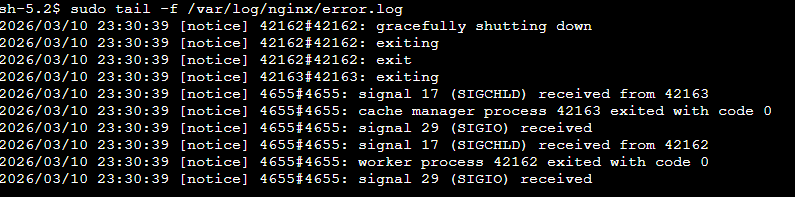 sh-5.2$ sudo tail -f /var/log/nginx/error.log
2026/03/10 23:30:39 [notice] 42162#42162: gracefully shutting down
2026/03/10 23:30:39 [notice] 42162#42162: exiting
2026/03/10 23:30:39 [notice] 42162#42162: exit
2026/03/10 23:30:39 [notice] 42163#42163: exiting
2026/03/10 23:30:39 [notice] 4655#4655: signal 17 (SIGCHLD) received from 42163
2026/03/10 23:30:39 [notice] 4655#4655: cache manager process 42163 exited with code 0
2026/03/10 23:30:39 [notice] 4655#4655: signal 29 (SIGIO) received
2026/03/10 23:30:39 [notice] 4655#4655: signal 17 (SIGCHLD) received from 42162
2026/03/10 23:30:39 [notice] 4655#4655: worker process 42162 exited with code 0
2026/03/10 23:30:39 [notice] 4655#4655: signal 29 (SIGIO) received